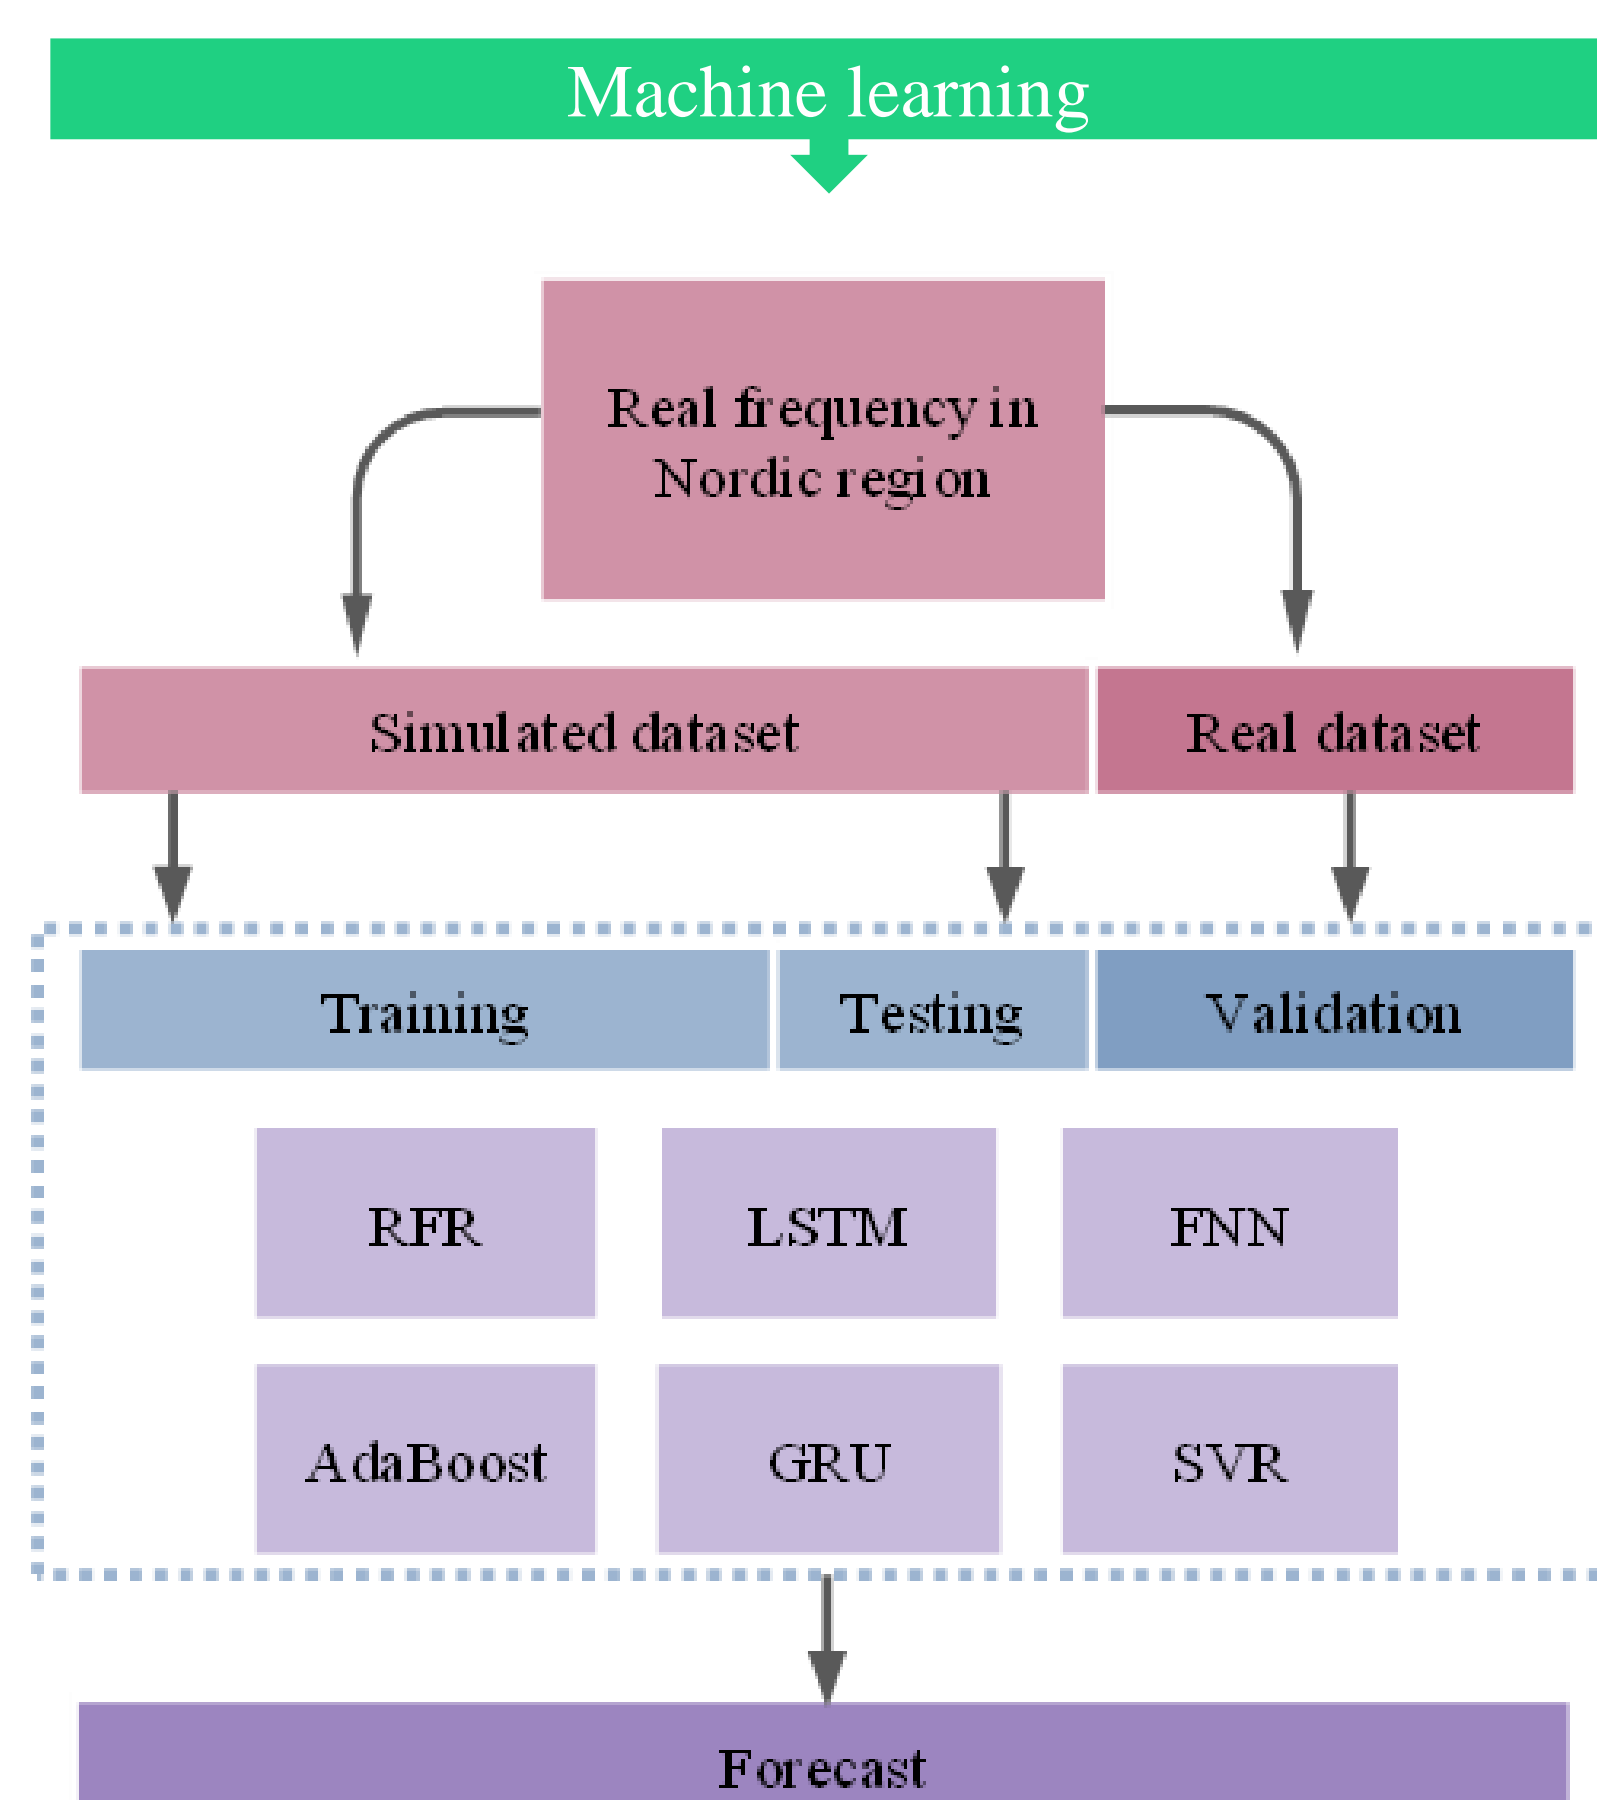 Machine learning
Real frequency in
Nordic region
Simulated dataset
Real dataset
Training
Testing
Validation
RFR
LSTM
FNN
AdaBoost
GRU
SVR
Forecast